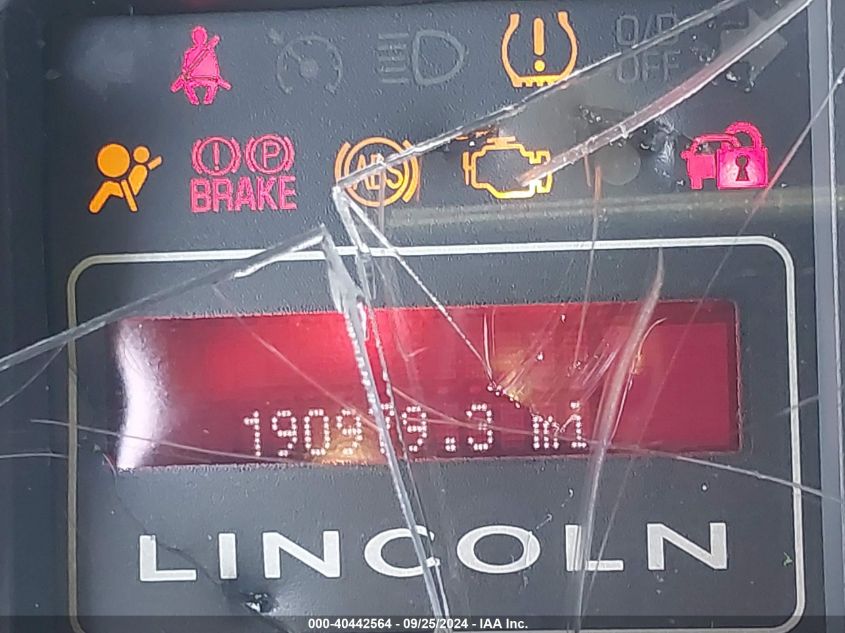 O/D
OFF
(!) (P)
BRAKE
ABS
190979.3 mi
LINCOLN
000-40442564 - 09/25/2024 - IAA Inc.